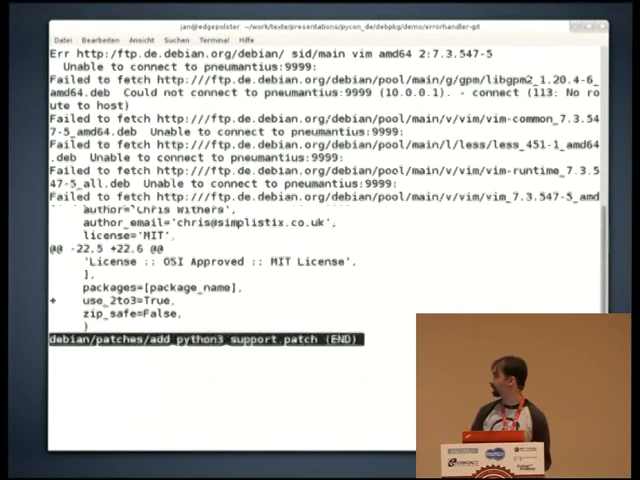 jan@edgepolster: ~/work/texte/presentations/pycon_de/debpkg/demo/errorhandler-git
Datei Bearbeiten Ansicht Suchen Terminal Hilfe
Err http:/ftp.de.debian.org/debian/ sid/main vim amd64 2:7.3.547-5
Unable to connect to pneumantius:9999:
Failed to fetch http:///ftp.de.debian.org/debian/pool/main/g/gpm/libgpm2_1.20.4-6_
amd64.deb Could not connect to pneumantius:9999 (10.0.0.1). - connect (113: No ro
ute to host)
Failed to fetch http:///ftp.de.debian.org/debian/pool/main/v/vim/vim-common_7.3.54
7-5_amd64.deb Unable to connect to pneumantius:9999:
Failed to fetch http:///ftp.de.debian.org/debian/pool/main/l/less/less_451-1_amd64
.deb Unable to connect to pneumantius:9999:
Failed to fetch http:///ftp.de.debian.org/debian/pool/main/v/vim/vim-runtime_7.3.5
47-5_all.deb Unable to connect to pneumantius:9999:
Failed to fetch http:///ftp.de.debian.org/debian/pool/main/v/vim/vim_7.3.547-5_amd
author='Chris Withers',
author_email='chris@simplistix.co.uk',
license='MIT',
@@ -22,5 +22,6 @@
'License :: OSI Approved :: MIT License',
],
packages=[package_name],
+ use_2to3=True,
zip_safe=False,
)
debian/patches/add_python3_support.patch (END)
CONTACT